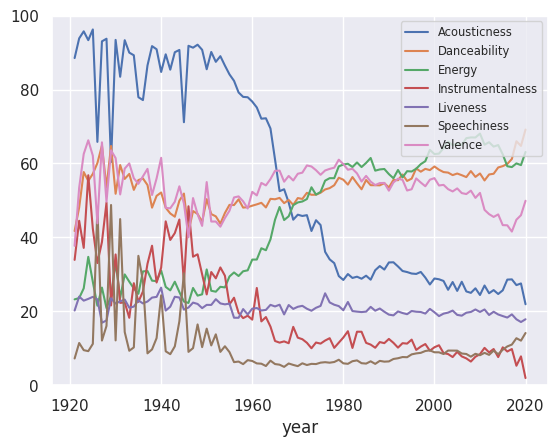 100
80
60
40
20
0
1920
1940
1960
1980
2000
2020
year
Acousticness
Danceability
Energy
Instrumentalness
Liveness
Speechiness
Valence